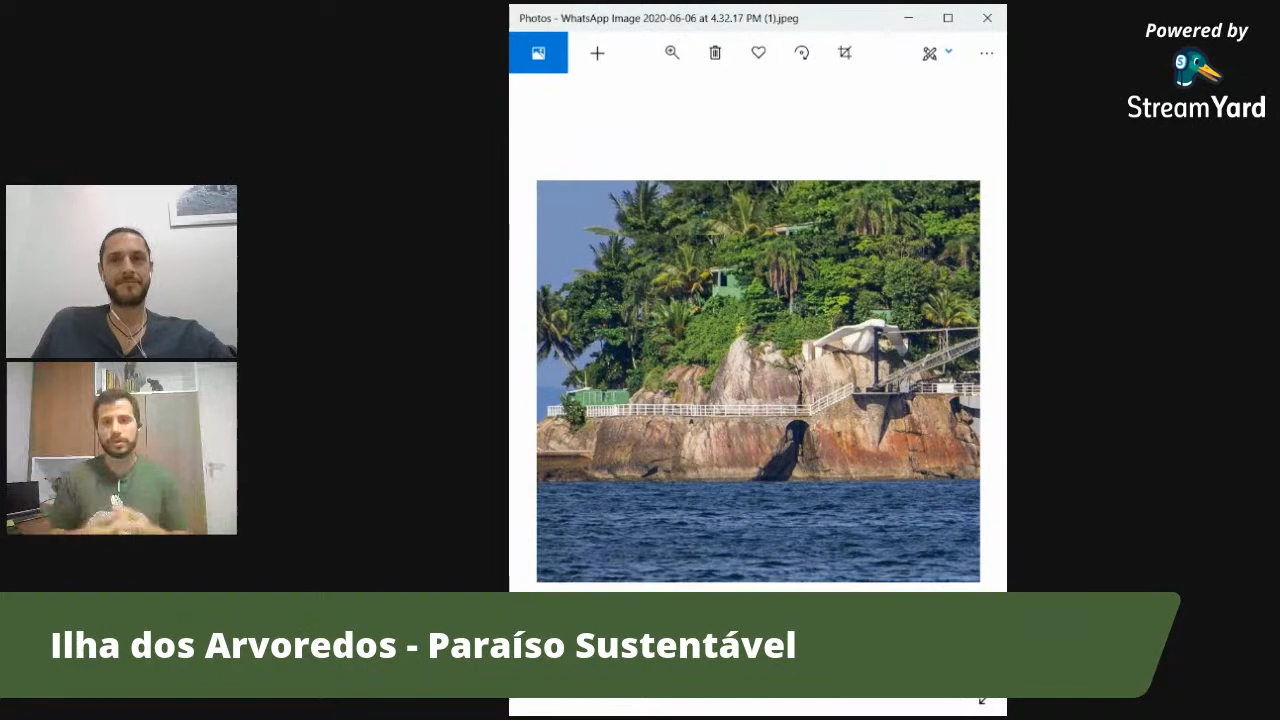 Photos - WhatsApp Image 2020-06-06 at 4.32.17 PM (1).jpeg
Powered by
StreamYard
Ilha dos Arvoredos - Paraíso Sustentável